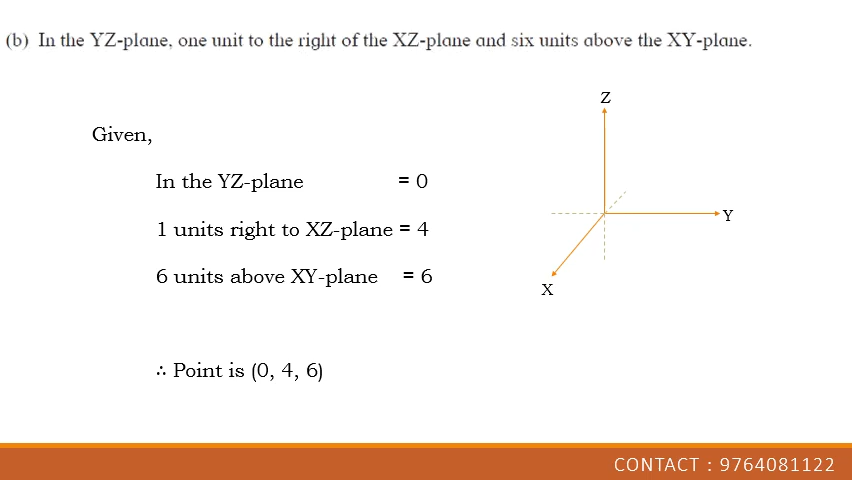 (b) In the YZ-plane, one unit to the right of the XZ-plane and six units above the XY-plane.
Z
Given,
In the YZ-plane = 0
Y
1 units right to XZ-plane = 4
6 units above XY-plane = 6
X
∴ Point is (0, 4, 6)
CONTACT : 9764081122